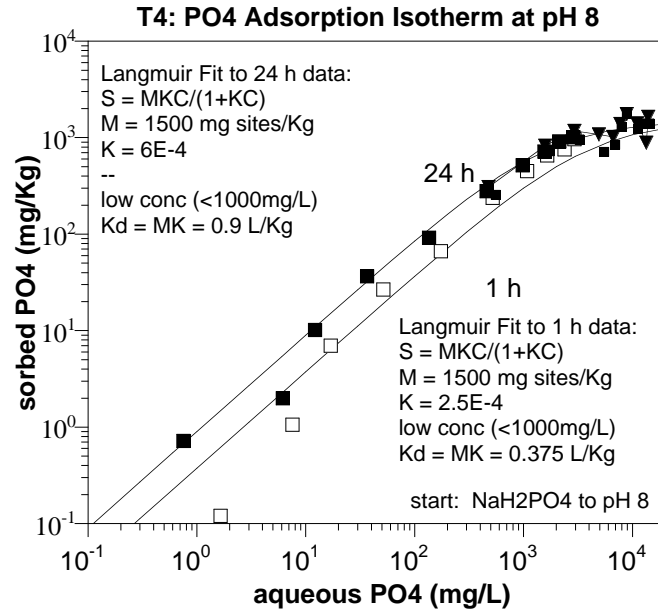 T4: PO4 Adsorption Isotherm at pH 8
10^4
Langmuir Fit to 24 h data:
S = MKC/(1+KC)
M = 1500 mg sites/Kg
K = 6E-4
--
low conc (<1000mg/L)
Kd = MK = 0.9 L/Kg
10^3
24 h
10^2
1 h
10^1
Langmuir Fit to 1 h data:
S = MKC/(1+KC)
M = 1500 mg sites/Kg
K = 2.5E-4
low conc (<1000mg/L)
Kd = MK = 0.375 L/Kg
10^0
start: NaH2PO4 to pH 8
10^-1
sorbed PO4 (mg/Kg)
10^-1 10^0 10^1 10^2 10^3 10^4
aqueous PO4 (mg/L)